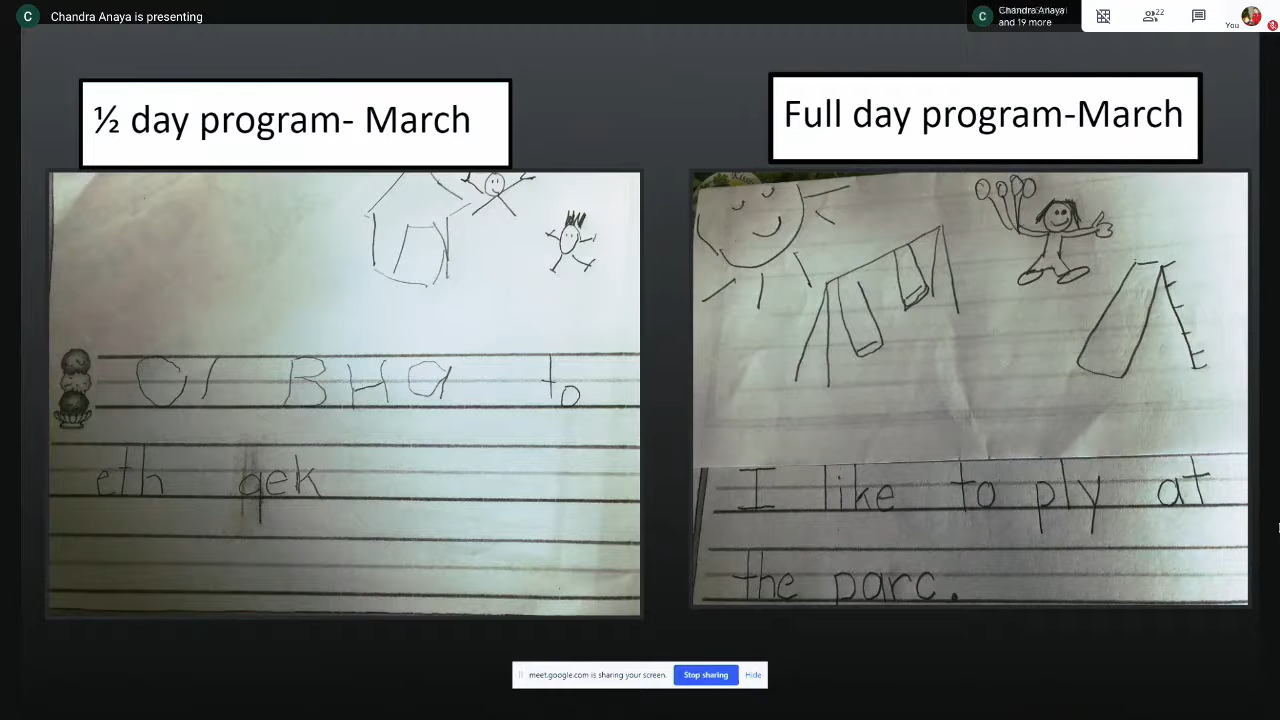 C Chandra Anaya is presenting
C Chandra Anaya
and 19 more
22
You
½ day program- March
Full day program-March
BHa to
eth qek
I like to ply at
the parc.
meet.google.com is sharing your screen. Stop sharing Hide